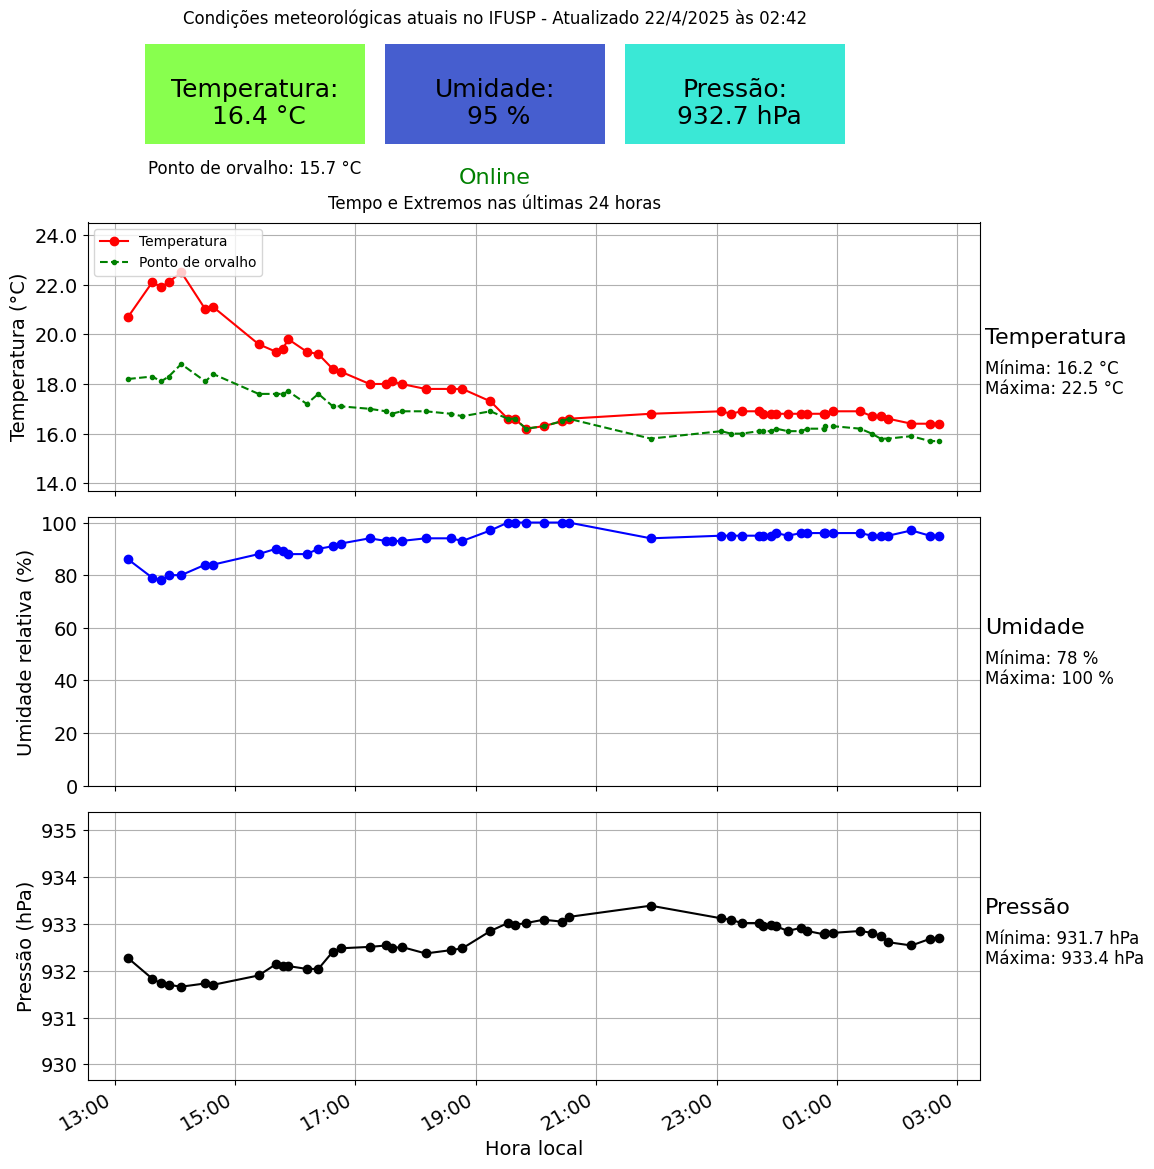 Condições meteorológicas atuais no IFUSP - Atualizado 22/4/2025 às 02:42
Temperatura:
16.4 °C
Umidade:
95 %
Pressão:
932.7 hPa
Ponto de orvalho: 15.7 °C
Online
Tempo e Extremos nas últimas 24 horas
Temperatura (°C)
24.0
22.0
20.0
18.0
16.0
14.0
Temperatura
Ponto de orvalho
Temperatura
Mínima: 16.2 °C
Máxima: 22.5 °C
Umidade relativa (%)
100
80
60
40
20
0
Umidade
Mínima: 78 %
Máxima: 100 %
Pressão (hPa)
935
934
933
932
931
930
Pressão
Mínima: 931.7 hPa
Máxima: 933.4 hPa
13:00
15:00
17:00
19:00
21:00
23:00
01:00
03:00
Hora local